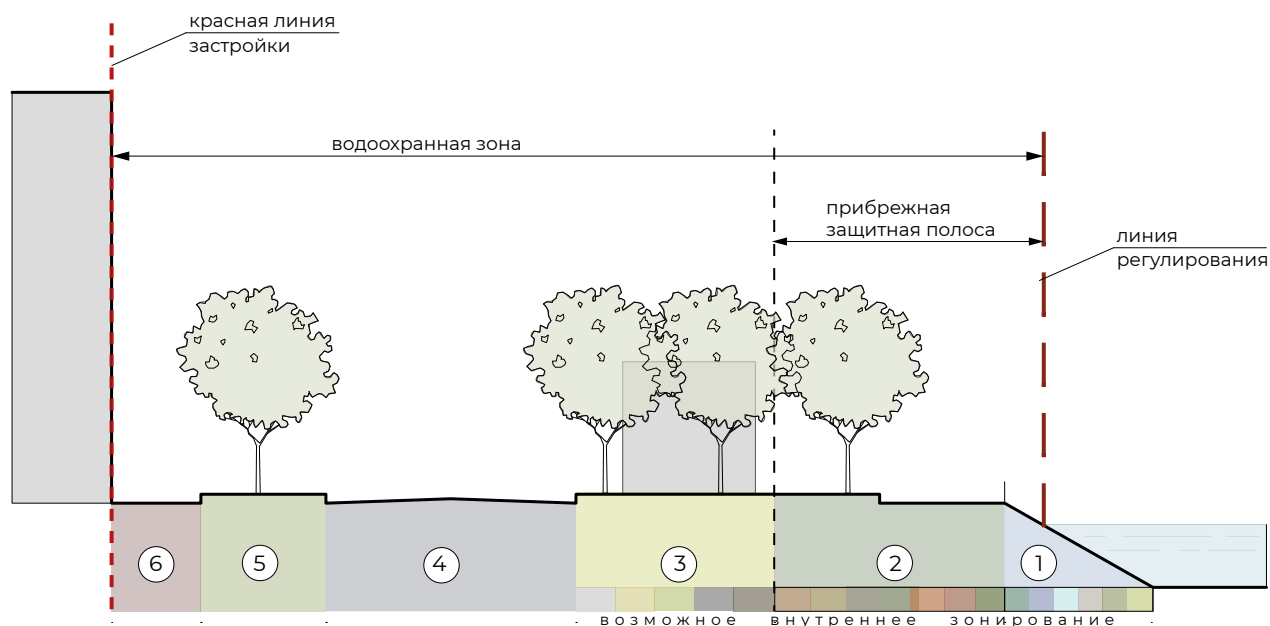 красная линия
застройки
водоохранная зона
прибрежная
защитная полоса
линия
регулирования
6
5
4
3
2
1
возможное внутреннее зонирование